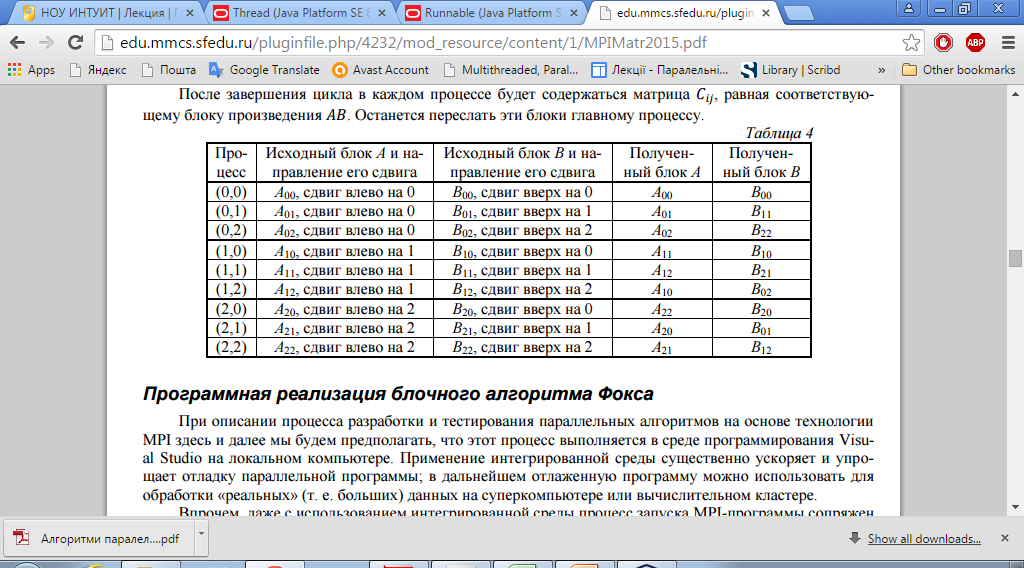 НОУ ИНТУИТ | Лекция | П
Thread (Java Platform SE 8
Runnable (Java Platform S
edu.mmcs.sfedu.ru/plugin
edu.mmcs.sfedu.ru/pluginfile.php/4232/mod_resource/content/1/MPIMatr2015.pdf
ABP
Apps Яндекс Пошта Google Translate Avast Account Multithreaded, Paral... Лекції - Паралельні... Library | Scribd » Other bookmarks
После завершения цикла в каждом процессе будет содержаться матрица Cij, равная соответствую-
щему блоку произведения AB. Останется переслать эти блоки главному процессу.
Таблица 4
Про- Исходный блок A и на- Исходный блок B и на- Получен- Получен-
цесс правление его сдвига правление его сдвига ный блок A ный блок B
(0,0) A00, сдвиг влево на 0 B00, сдвиг вверх на 0 A00 B00
(0,1) A01, сдвиг влево на 0 B01, сдвиг вверх на 1 A01 B11
(0,2) A02, сдвиг влево на 0 B02, сдвиг вверх на 2 A02 B22
(1,0) A10, сдвиг влево на 1 B10, сдвиг вверх на 0 A11 B10
(1,1) A11, сдвиг влево на 1 B11, сдвиг вверх на 1 A12 B21
(1,2) A12, сдвиг влево на 1 B12, сдвиг вверх на 2 A10 B02
(2,0) A20, сдвиг влево на 2 B20, сдвиг вверх на 0 A22 B20
(2,1) A21, сдвиг влево на 2 B21, сдвиг вверх на 1 A20 B01
(2,2) A22, сдвиг влево на 2 B22, сдвиг вверх на 2 A21 B12
Программная реализация блочного алгоритма Фокса
При описании процесса разработки и тестирования параллельных алгоритмов на основе технологии
MPI здесь и далее мы будем предполагать, что этот процесс выполняется в среде программирования Visu-
al Studio на локальном компьютере. Применение интегрированной среды существенно ускоряет и упро-
щает отладку параллельной программы; в дальнейшем отлаженную программу можно использовать для
обработки «реальных» (т. е. больших) данных на суперкомпьютере или вычислительном кластере.
Впрочем, даже с использованием интегрированной среды процесс запуска MPI-программы сопряжен
Алгоритми паралел....pdf
Show all downloads...